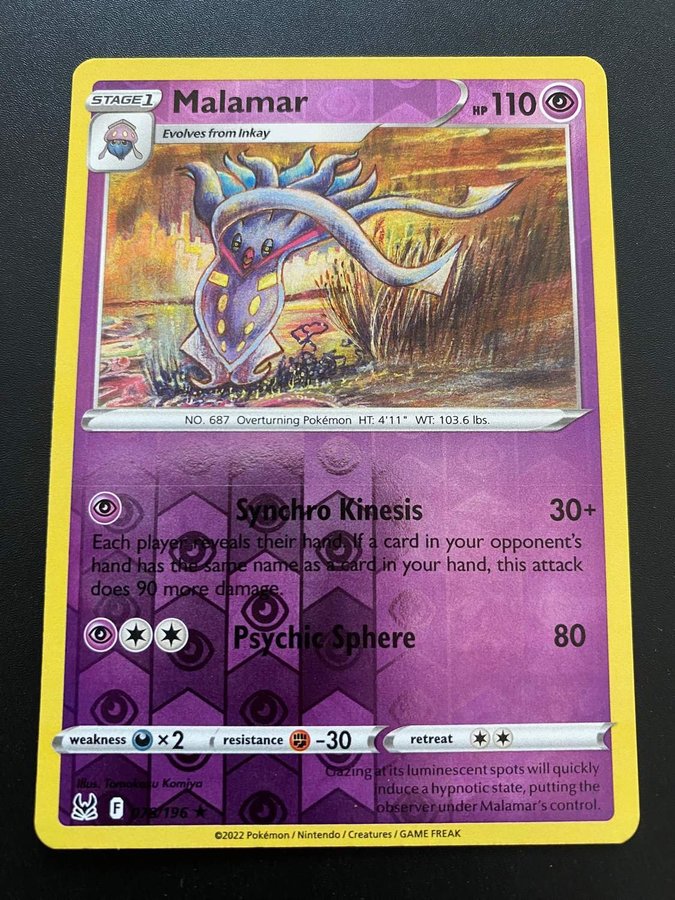 STAGE1 Malamar HP 110
Evolves from Inkay
NO. 687 Overturning Pokémon HT: 4'11" WT: 103.6 lbs.
Synchro Kinesis 30+
Each player reveals their hand. If a card in your opponent's
hand has the same name as a card in your hand, this attack
does 90 more damage.
Psychic Sphere 80
weakness ×2 resistance -30 retreat
Illus. Tomokazu Komiya
Gazing at its luminescent spots will quickly
induce a hypnotic state, putting the
observer under Malamar's control.
F 078/196 ★
©2022 Pokémon / Nintendo / Creatures / GAME FREAK